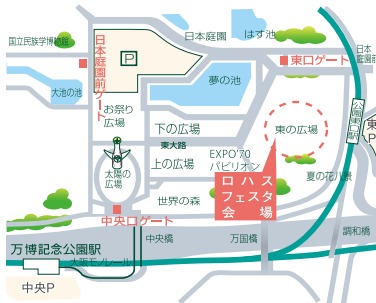 日本庭園
はす池
国立民族学博物館
日本庭園前ゲート
P
東口ゲート
日本
庭園前
大池の池
夢の池
お祭り
広場
下の広場
東の広場
公園東口駅
東
P
東大路
上の広場
EXPO'70
パビリオン
太陽の
広場
夏の花八景
世界の森
ロハス
フェスタ
会場
中央口ゲート
中央橋
万国橋
調和橋
万博記念公園駅
大阪モノレール
中央P